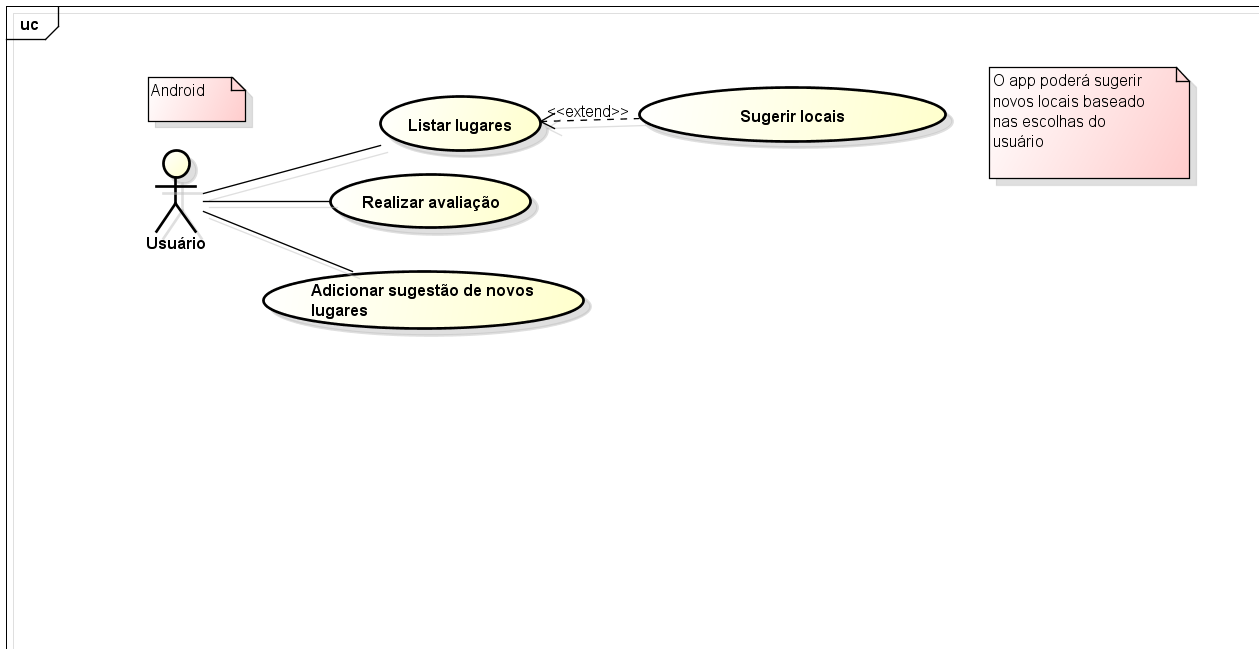 uc
Android
Listar lugares
<<extend>>
Sugerir locais
O app poderá sugerir
novos locais baseado
nas escolhas do
usuário
Realizar avaliação
Usuário
Adicionar sugestão de novos
lugares